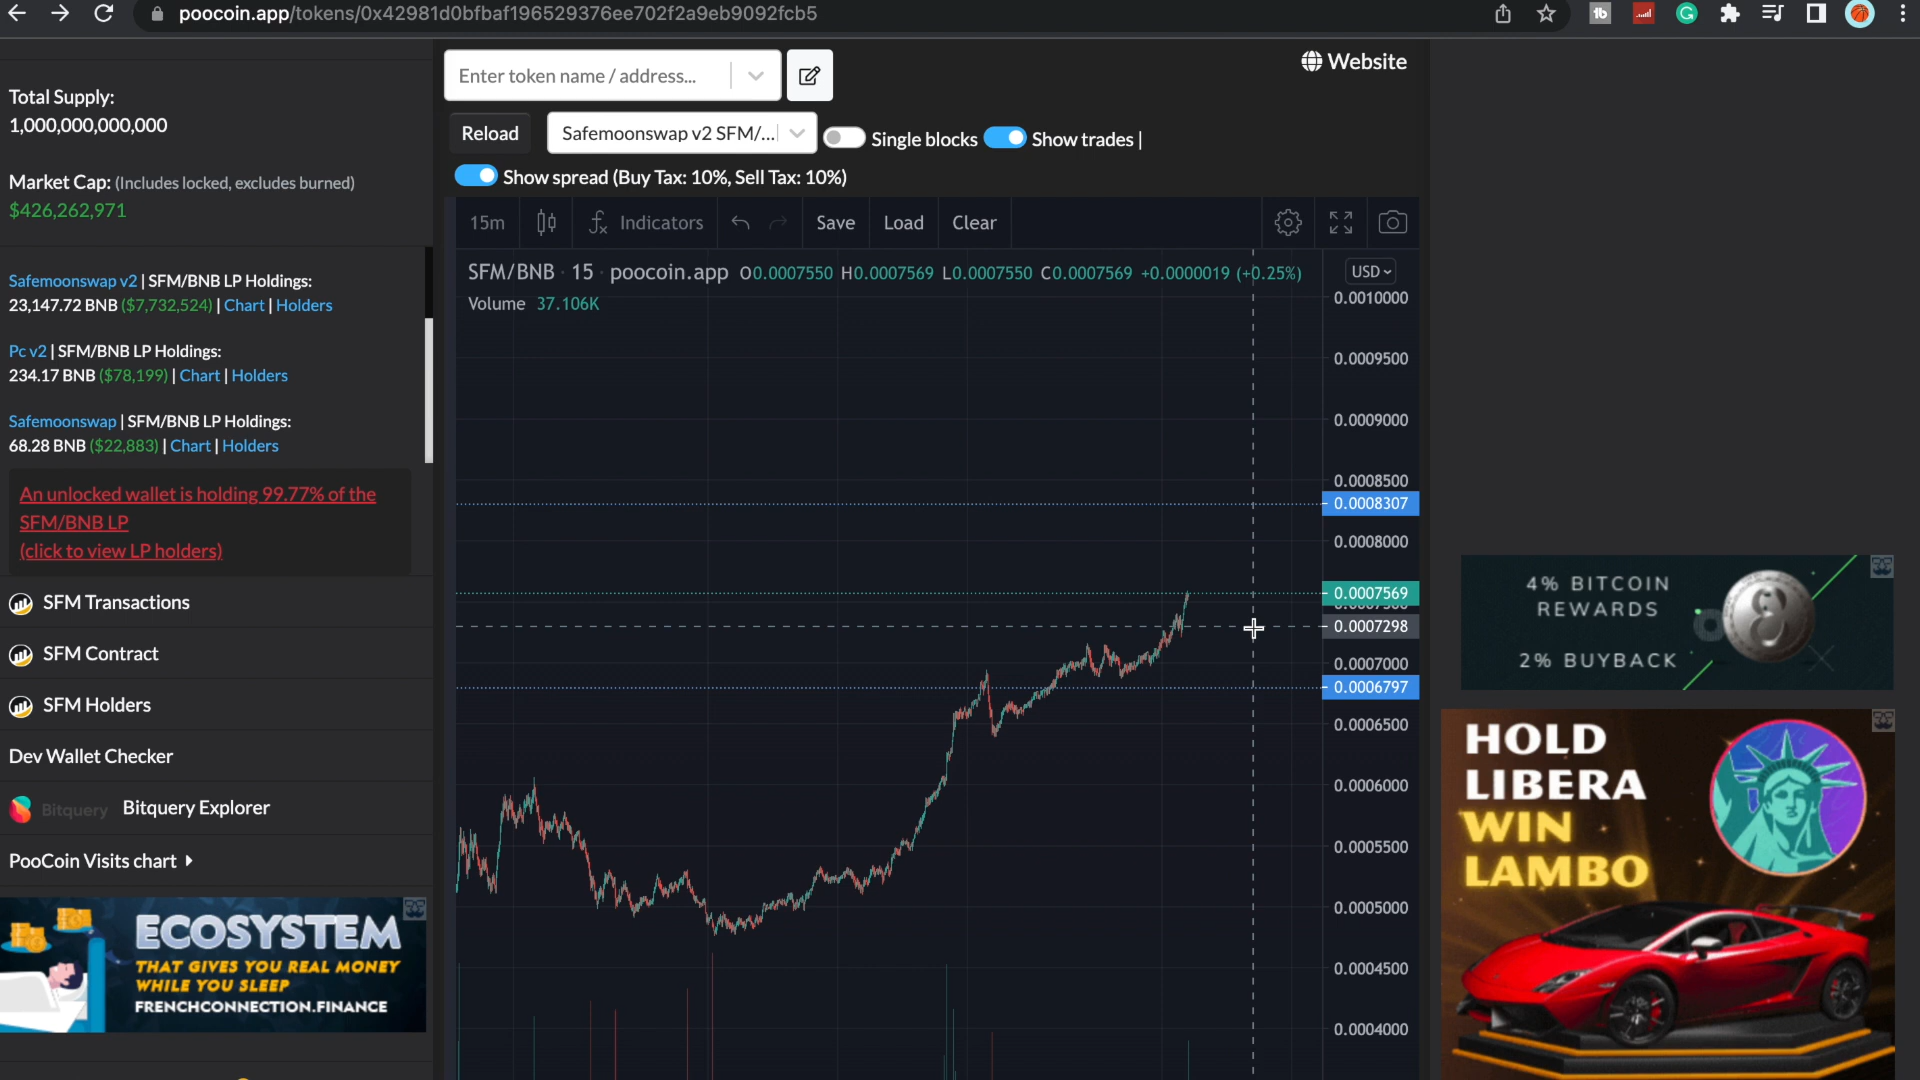 poocoin.app/tokens/0x42981d0bfbaf196529376ee702f2a9eb9092fcb5
Total Supply:
1,000,000,000,000
Market Cap: (Includes locked, excludes burned)
$426,262,971
Safemoonswap v2 | SFM/BNB LP Holdings:
23,147.72 BNB ($7,732,524) | Chart | Holders
Pc v2 | SFM/BNB LP Holdings:
234.17 BNB ($78,199) | Chart | Holders
Safemoonswap | SFM/BNB LP Holdings:
68.28 BNB ($22,883) | Chart | Holders
An unlocked wallet is holding 99.77% of the
SFM/BNB LP
(click to view LP holders)
SFM Transactions
SFM Contract
SFM Holders
Dev Wallet Checker
Bitquery Bitquery Explorer
PooCoin Visits chart
ECOSYSTEM
THAT GIVES YOU REAL MONEY
WHILE YOU SLEEP
FRENCHCONNECTION.FINANCE
Enter token name / address...
Website
Reload Safemoonswap v2 SFM/... Single blocks Show trades |
Show spread (Buy Tax: 10%, Sell Tax: 10%)
15m Indicators Save Load Clear
SFM/BNB · 15 · poocoin.app O0.0007550 H0.0007569 L0.0007550 C0.0007569 +0.0000019 (+0.25%)
Volume 37.106K
USD
0.0010000
0.0009500
0.0009000
0.0008500
0.0008307
0.0008000
0.0007569
0.0007298
0.0007000
0.0006797
0.0006500
0.0006000
0.0005500
0.0005000
0.0004500
0.0004000
4% BITCOIN
REWARDS
2% BUYBACK
HOLD
LIBERA
WIN
LAMBO